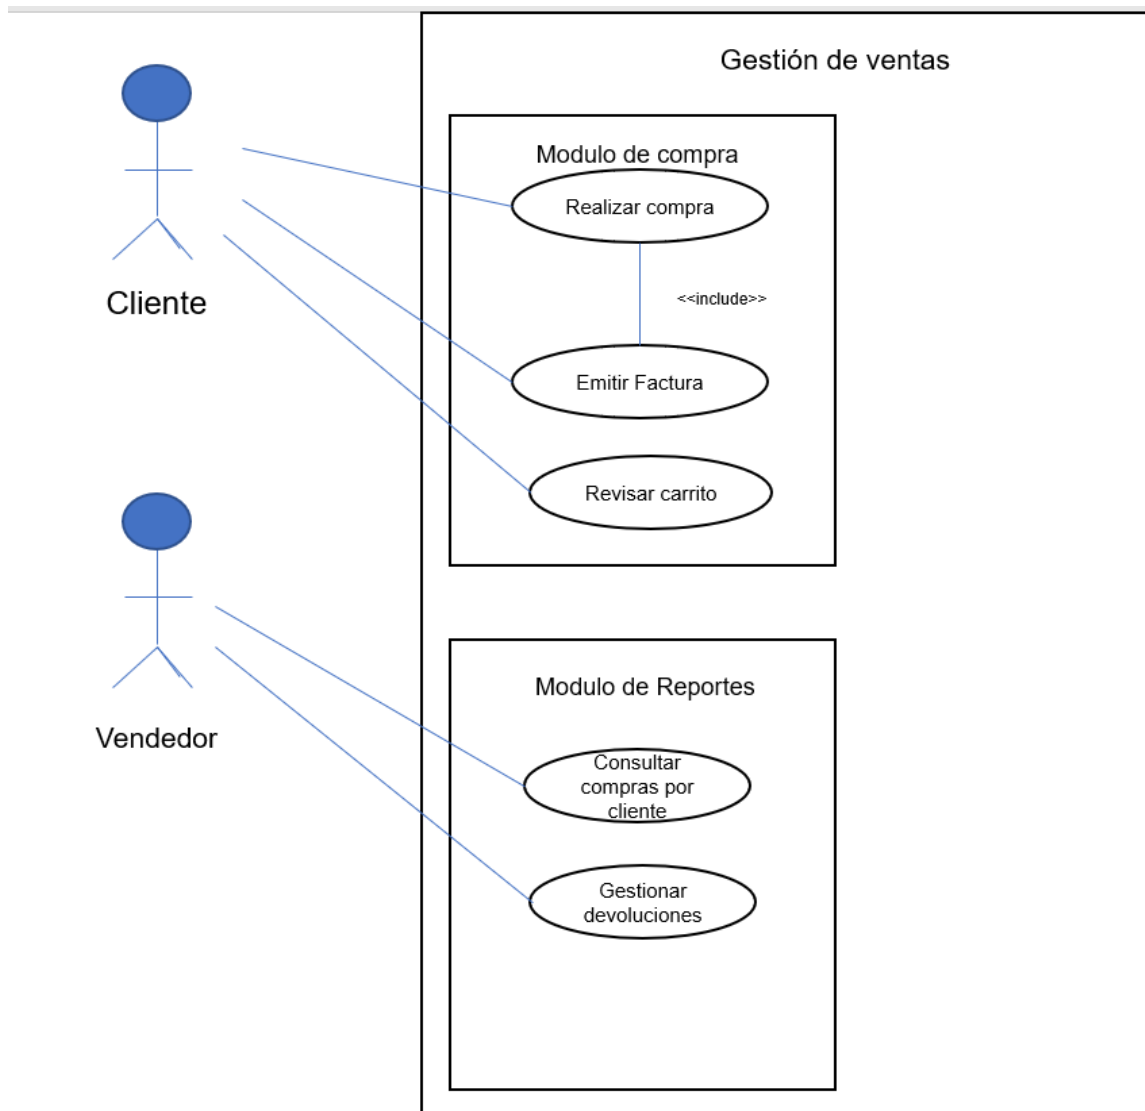 Gestión de ventas
Modulo de compra
Realizar compra
<<include>>
Emitir Factura
Revisar carrito
Cliente
Modulo de Reportes
Consultar
compras por
cliente
Gestionar
devoluciones
Vendedor